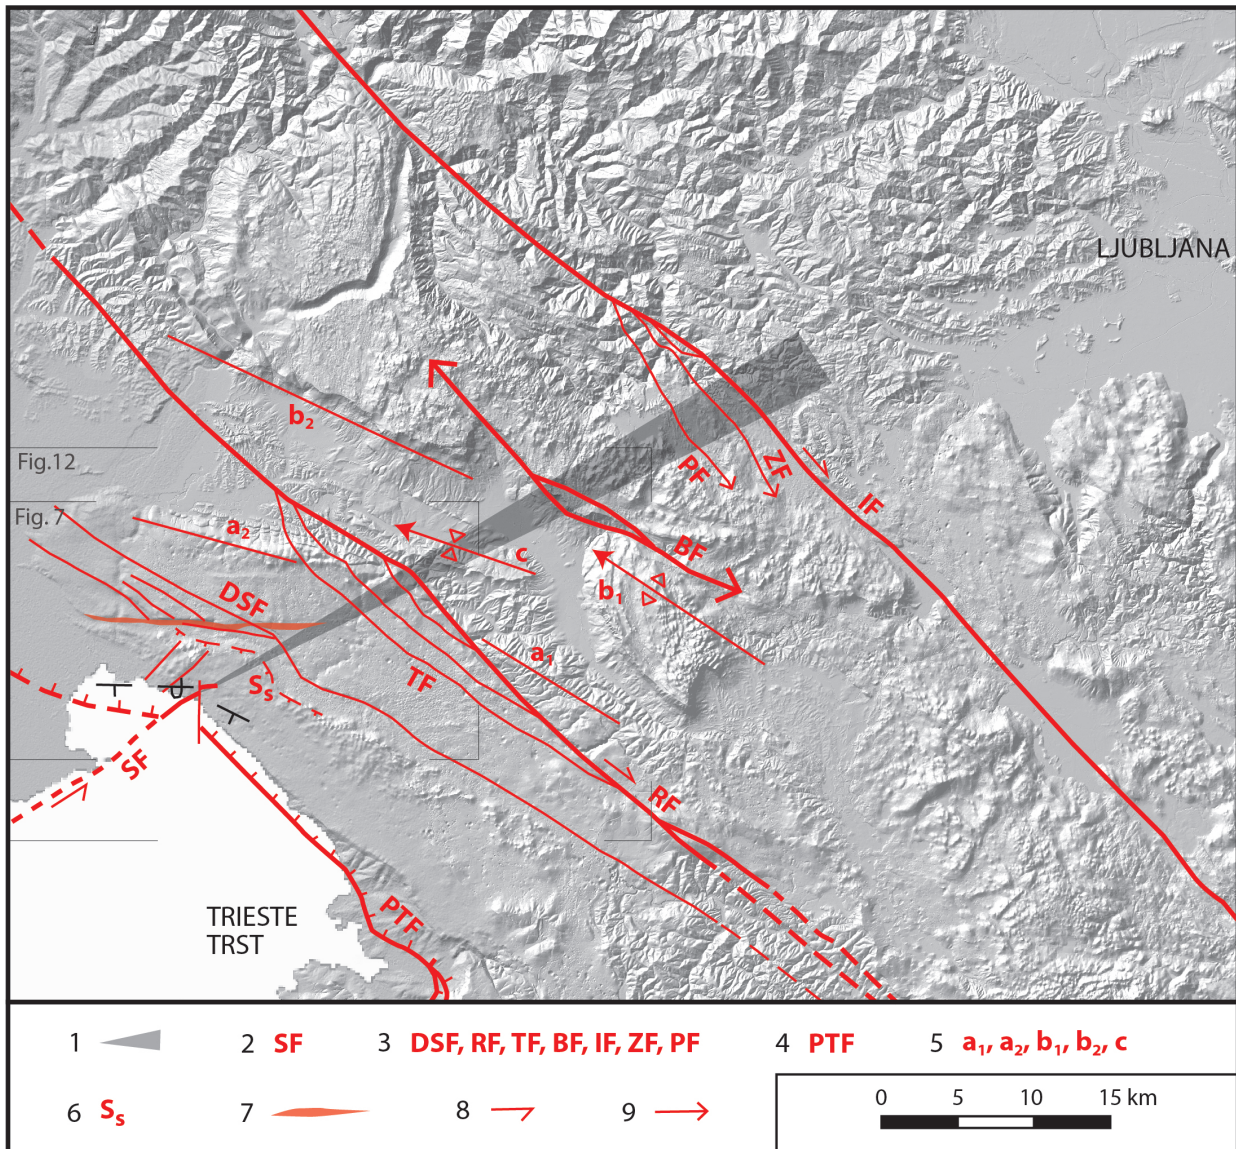 LJUBLJANA
b₂
Fig.12
PF
ZF
IF
Fig. 7
a₂
c
BF
b₁
DSF
a₁
TF
Sₛ
SF
RF
PTF
TRIESTE
TRST
1 2 SF 3 DSF, RF, TF, BF, IF, ZF, PF 4 PTF 5 a₁, a₂, b₁, b₂, c
6 Sₛ 7 8 9
0 5 10 15 km